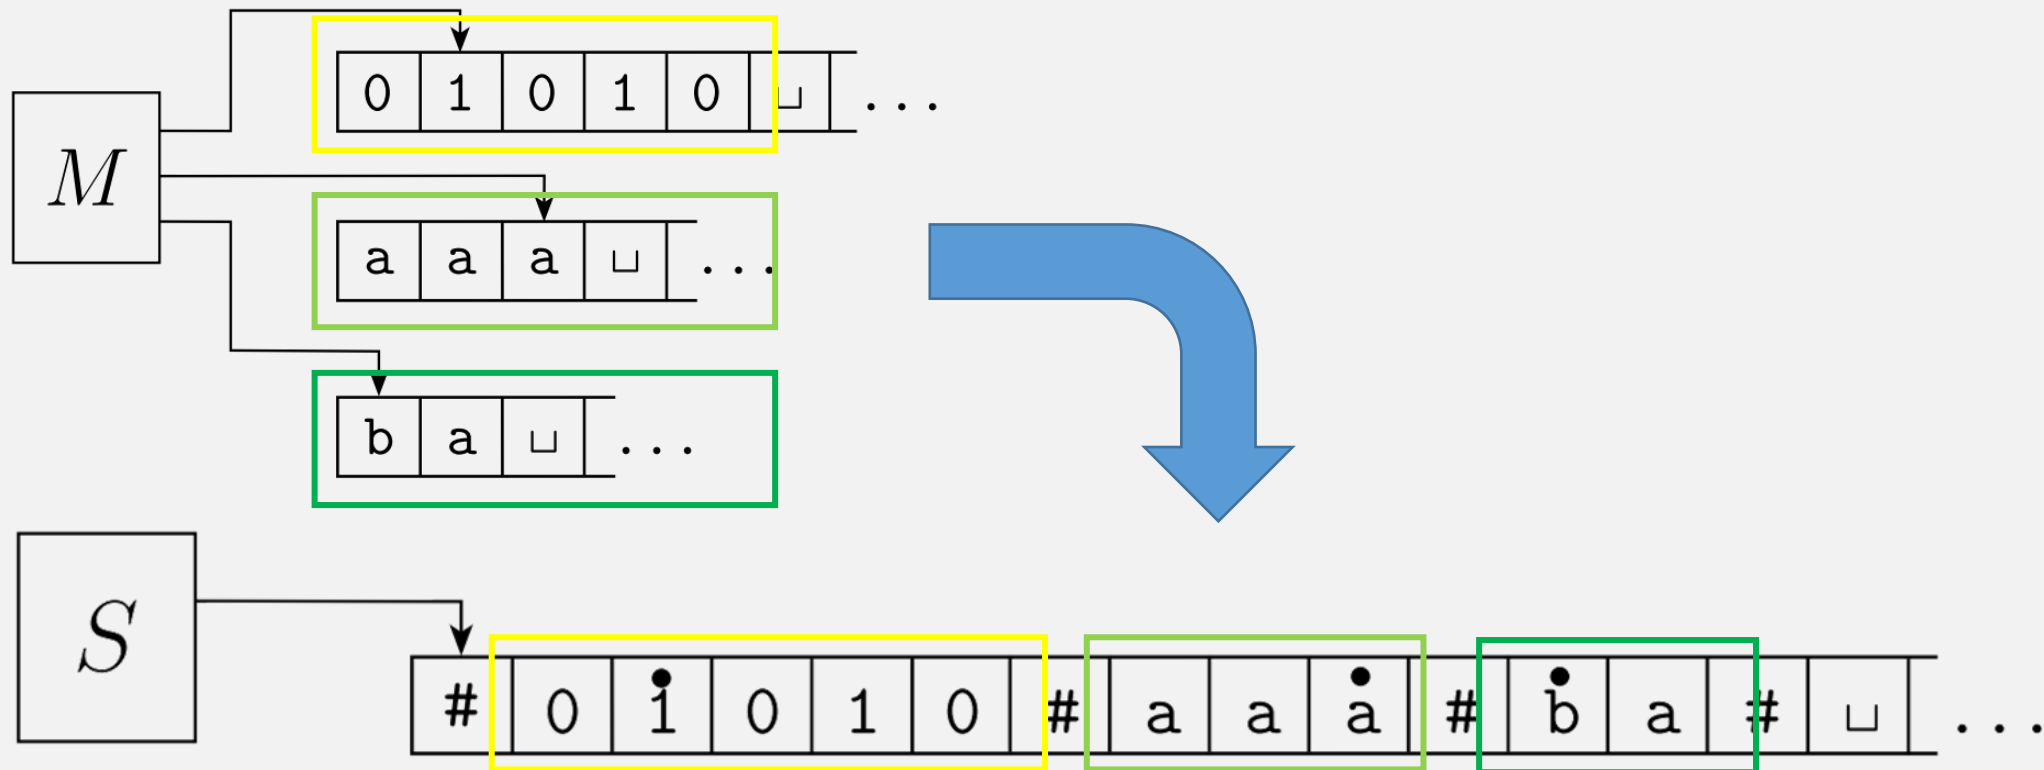 0 1 0 1 0 ␣ ...
M
a a a ␣ ...
b a ␣ ...
S
# 0 1̇ 0 1 0 # a a ȧ # ḃ a # ␣ ...